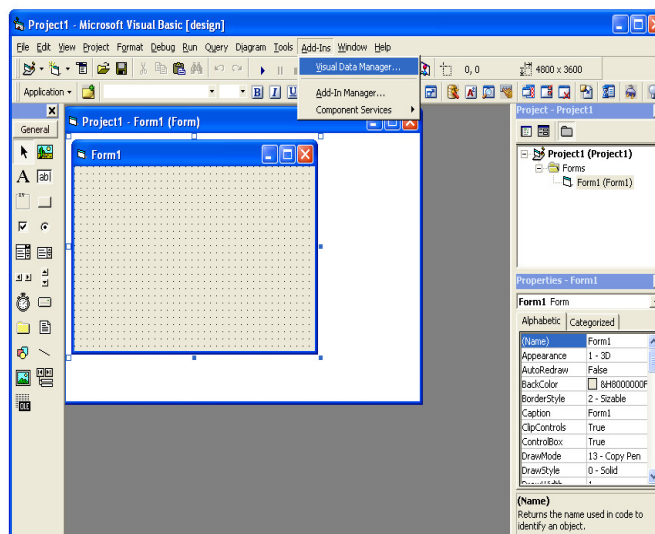 Project1 - Microsoft Visual Basic [design]
File Edit View Project Format Debug Run Query Diagram Tools Add-Ins Window Help
Visual Data Manager...
Add-In Manager...
Component Services
0, 0
4800 x 3600
Application
B I U
General
A ab|
Project1 - Form1 (Form)
Form1
OLE
Project - Project1
Project1 (Project1)
Forms
Form1 (Form1)
Properties - Form1
Form1 Form
Alphabetic Categorized
(Name) Form1
Appearance 1 - 3D
AutoRedraw False
BackColor &H8000000F
BorderStyle 2 - Sizable
Caption Form1
ClipControls True
ControlBox True
DrawMode 13 - Copy Pen
DrawStyle 0 - Solid
(Name)
Returns the name used in code to
identify an object.